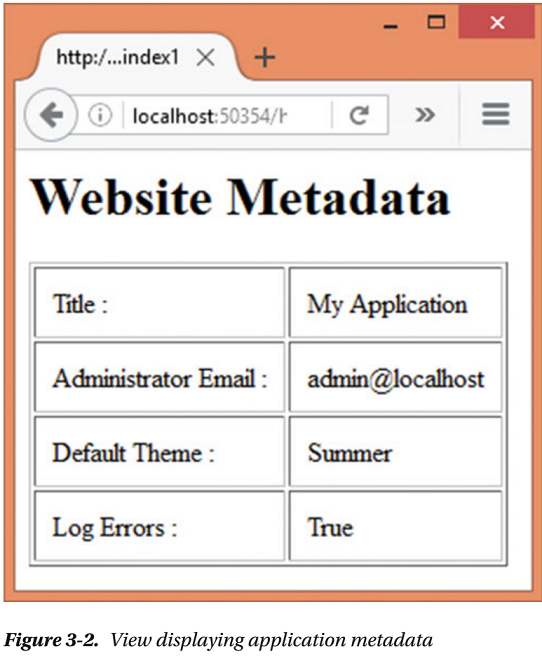 http:/...index1
localhost:50354/h
Website Metadata
Title : My Application
Administrator Email : admin@localhost
Default Theme : Summer
Log Errors : True
Figure 3-2. View displaying application metadata